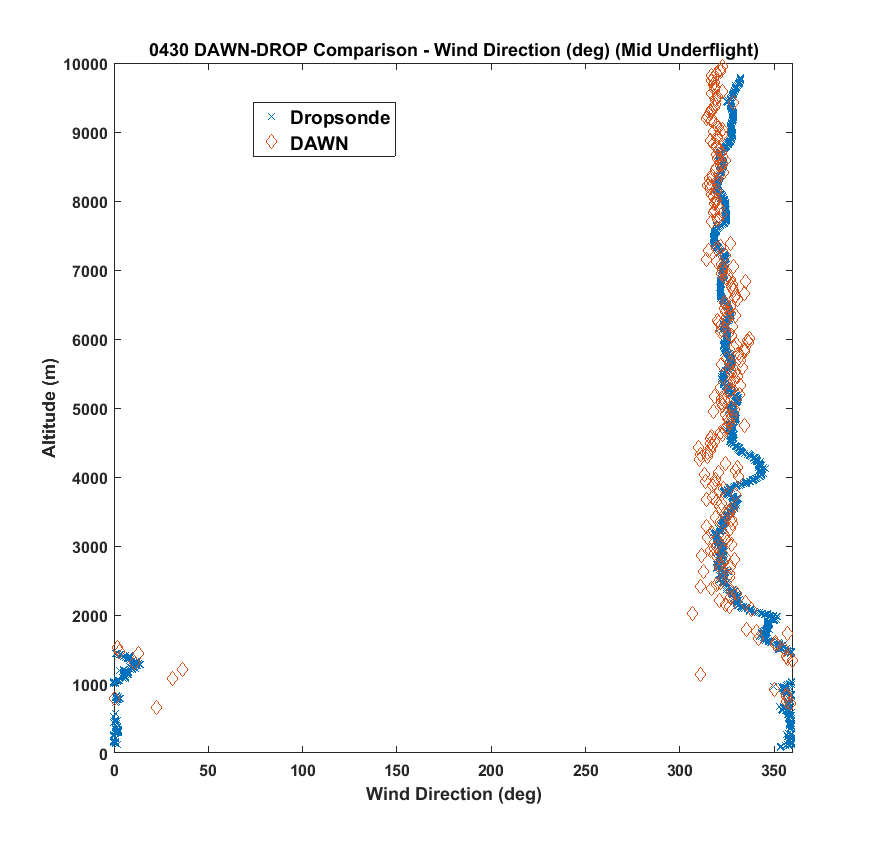 0430 DAWN-DROP Comparison - Wind Direction (deg) (Mid Underflight)
10000
9000
8000
7000
6000
5000
4000
3000
2000
1000
0
Altitude (m)
Dropsonde
DAWN
0 50 100 150 200 250 300 350
Wind Direction (deg)